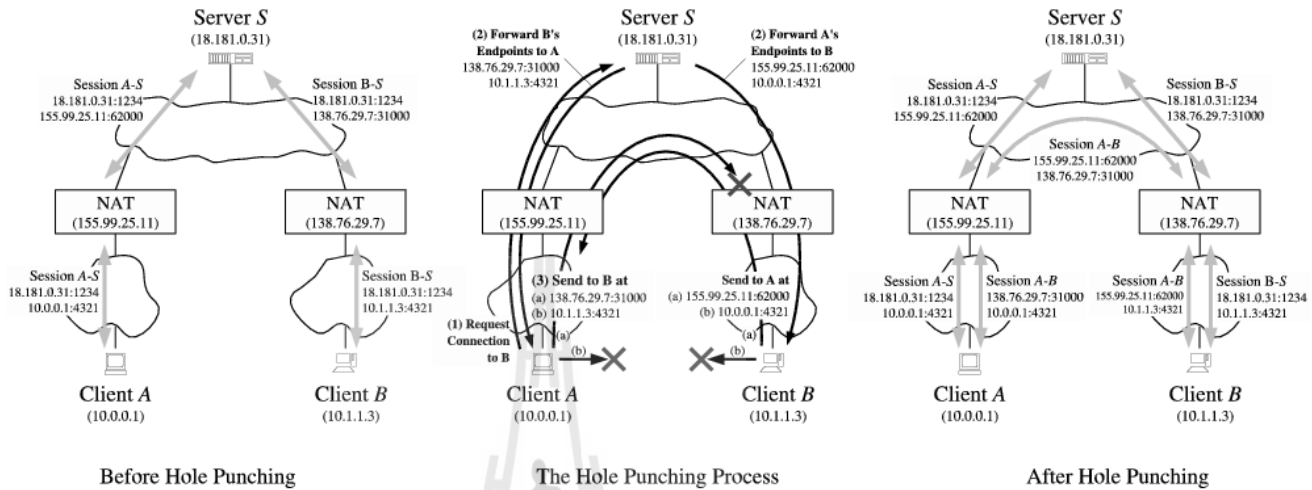 Server S
(18.181.0.31)
Session A-S
18.181.0.31:1234
155.99.25.11:62000
Session B-S
18.181.0.31:1234
138.76.29.7:31000
NAT
(155.99.25.11)
NAT
(138.76.29.7)
Session A-S
18.181.0.31:1234
10.0.0.1:4321
Session B-S
18.181.0.31:1234
10.1.1.3:4321
Client A
(10.0.0.1)
Client B
(10.1.1.3)
Before Hole Punching
Server S
(18.181.0.31)
(2) Forward B's
Endpoints to A
138.76.29.7:31000
10.1.1.3:4321
(2) Forward A's
Endpoints to B
155.99.25.11:62000
10.0.0.1:4321
NAT
(155.99.25.11)
NAT
(138.76.29.7)
(3) Send to B at
(a) 138.76.29.7:31000
(b) 10.1.1.3:4321
Send to A at
(a) 155.99.25.11:62000
(b) 10.0.0.1:4321
(1) Request
Connection
to B
(a)
(b)
(a)
(b)
Client A
(10.0.0.1)
Client B
(10.1.1.3)
The Hole Punching Process
Server S
(18.181.0.31)
Session A-S
18.181.0.31:1234
155.99.25.11:62000
Session B-S
18.181.0.31:1234
138.76.29.7:31000
Session A-B
155.99.25.11:62000
138.76.29.7:31000
NAT
(155.99.25.11)
NAT
(138.76.29.7)
Session A-S
18.181.0.31:1234
10.0.0.1:4321
Session A-B
138.76.29.7:31000
10.0.0.1:4321
Session A-B
155.99.25.11:62000
10.1.1.3:4321
Session B-S
18.181.0.31:1234
10.1.1.3:4321
Client A
(10.0.0.1)
Client B
(10.1.1.3)
After Hole Punching